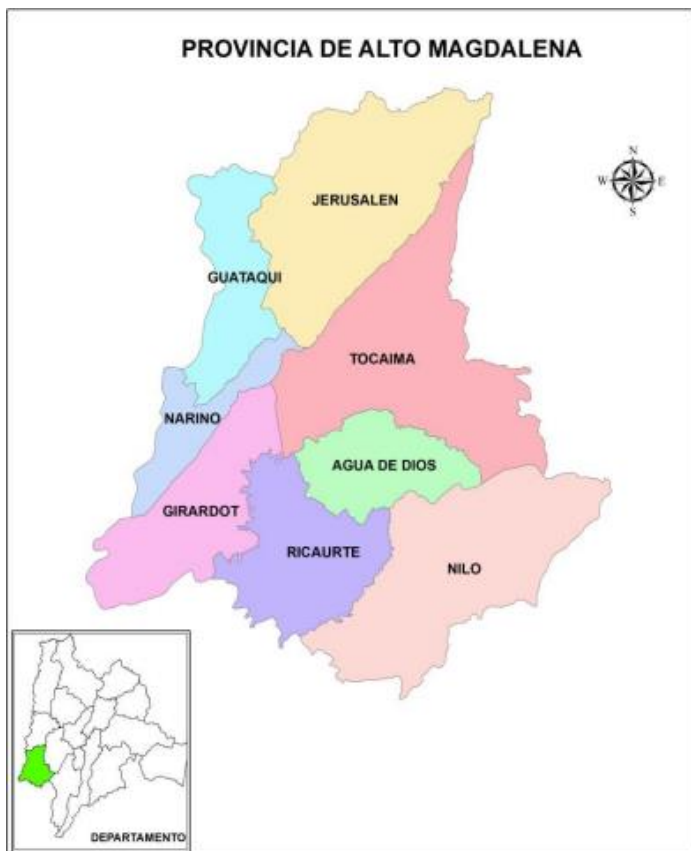 PROVINCIA DE ALTO MAGDALENA
N
W E
S
JERUSALEN
GUATAQUI
TOCAIMA
NARINO
AGUA DE DIOS
GIRARDOT
RICAURTE
NILO
DEPARTAMENTO